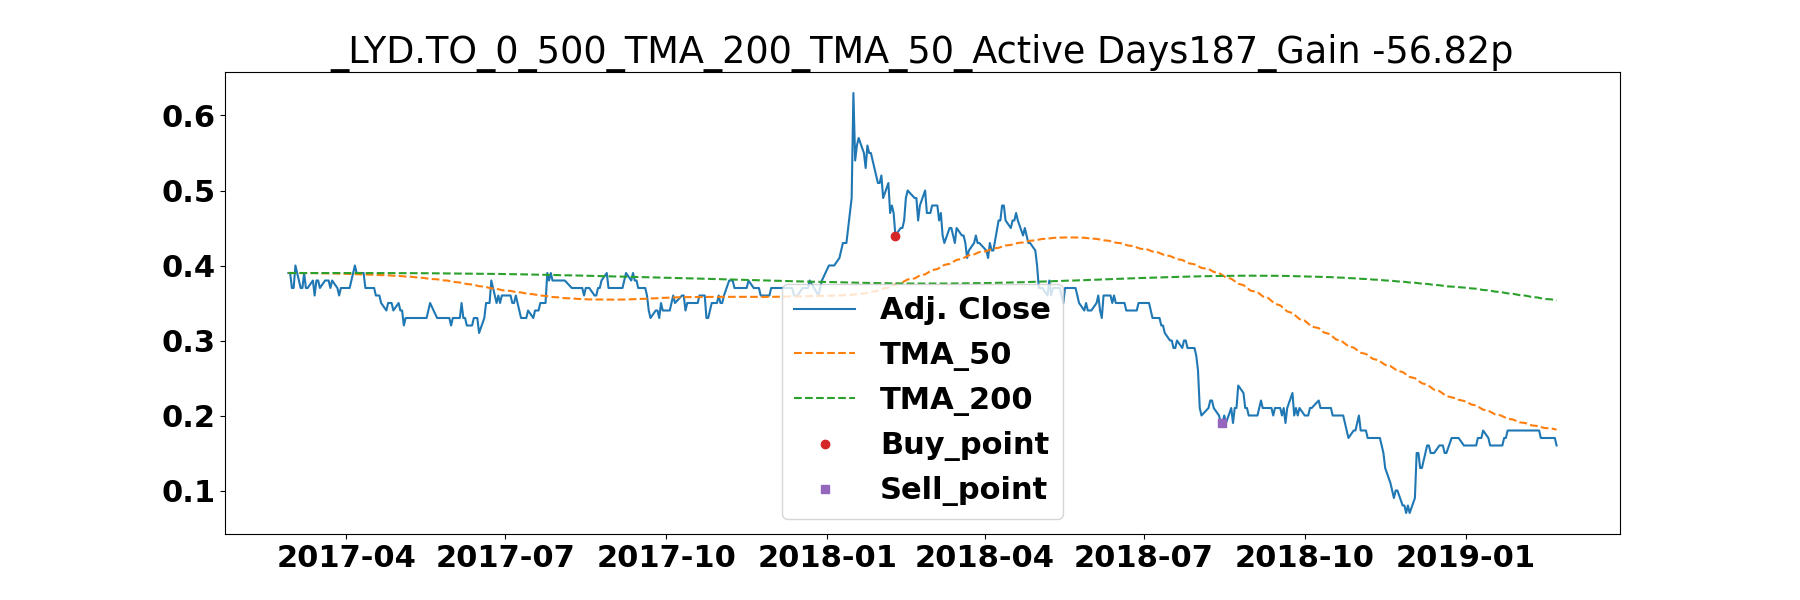 _LYD.TO_0_500_TMA_200_TMA_50_Active Days187_Gain -56.82p
0.6
0.5
0.4
0.3
0.2
0.1
Adj. Close
TMA_50
TMA_200
Buy_point
Sell_point
2017-04 2017-07 2017-10 2018-01 2018-04 2018-07 2018-10 2019-01